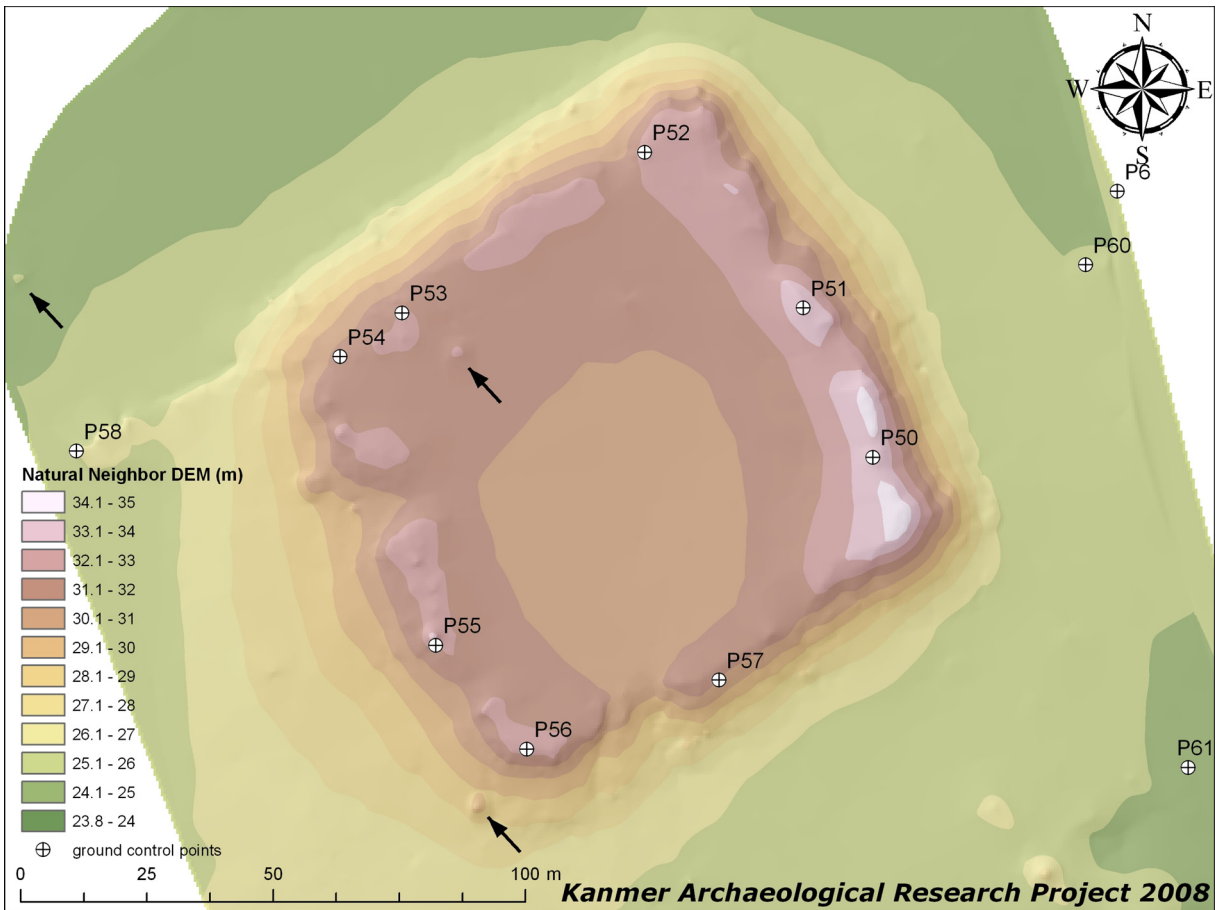 N
W E
S
P52
P6
P60
P53
P51
P54
P58
P50
Natural Neighbor DEM (m)
34.1 - 35
33.1 - 34
32.1 - 33
31.1 - 32
30.1 - 31
29.1 - 30
28.1 - 29
27.1 - 28
26.1 - 27
25.1 - 26
24.1 - 25
23.8 - 24
ground control points
P55
P57
P56
P61
0 25 50 100 m
Kanmer Archaeological Research Project 2008